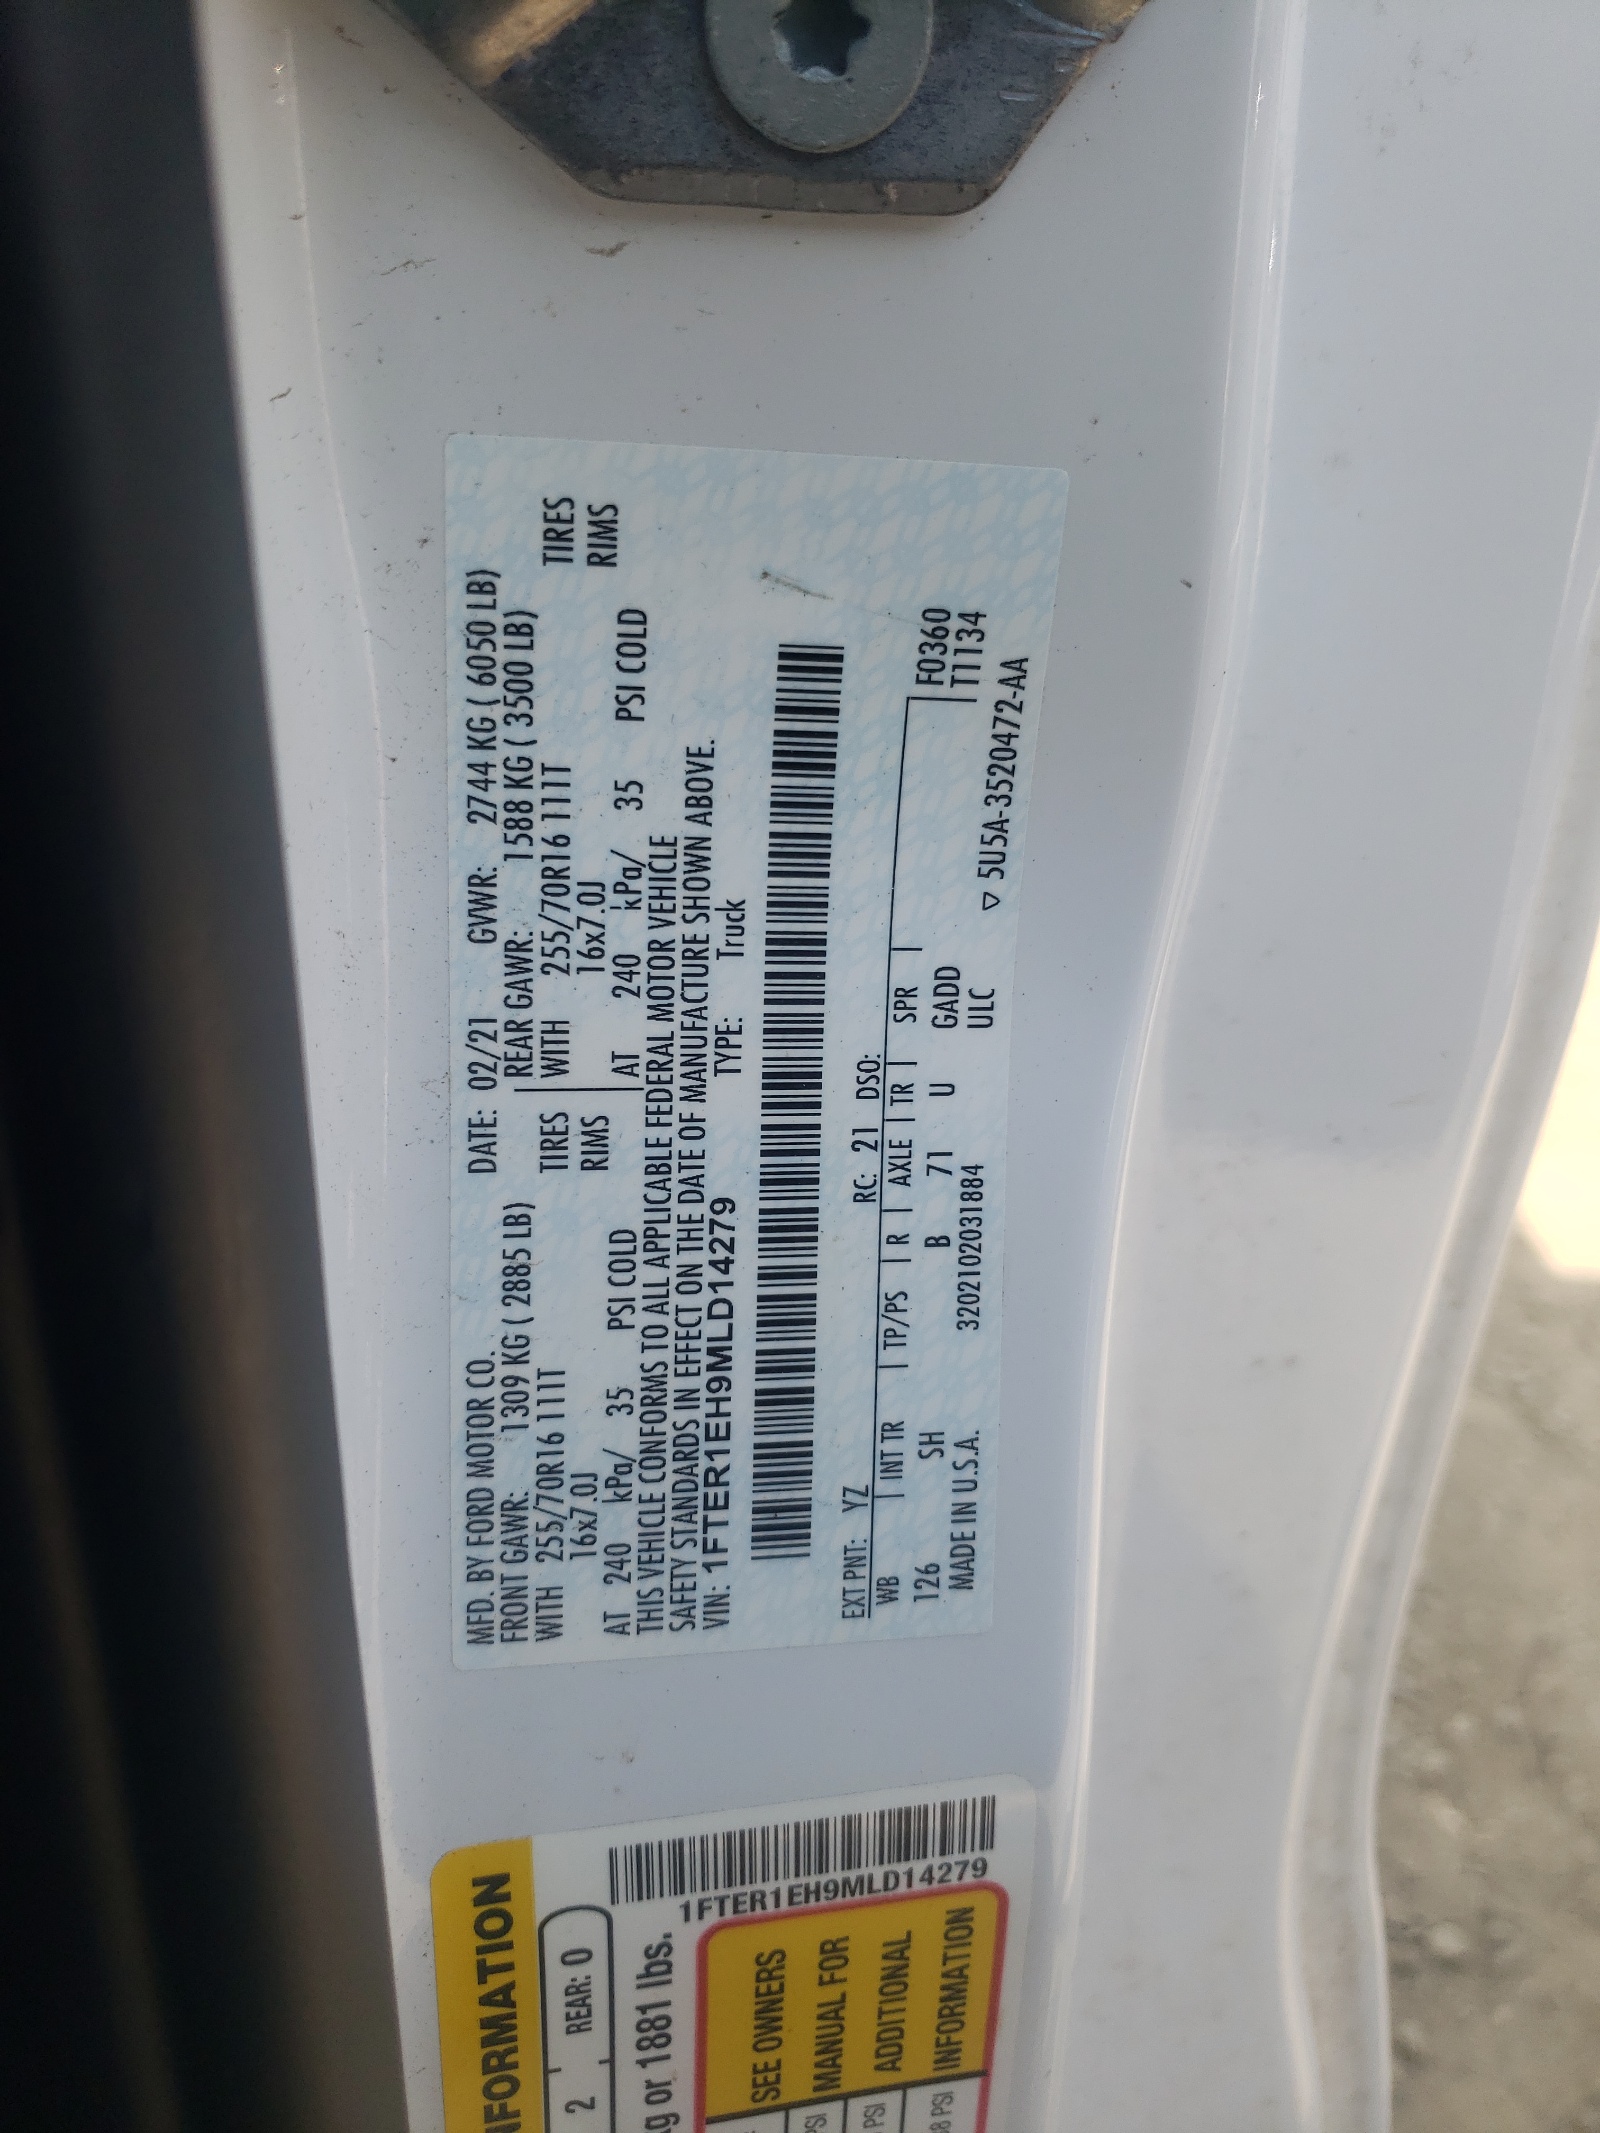 MFD. BY FORD MOTOR CO. DATE: 02/21 GVWR: 2744 KG ( 6050 LB)
FRONT GAWR: 1309 KG ( 2885 LB) REAR GAWR: 1588 KG ( 3500 LB)
WITH 255/70R16 111T TIRES WITH 255/70R16 111T TIRES
16x7.0J RIMS 16x7.0J RIMS
AT 240 kPa/ 35 PSI COLD AT 240 kPa/ 35 PSI COLD
THIS VEHICLE CONFORMS TO ALL APPLICABLE FEDERAL MOTOR VEHICLE
SAFETY STANDARDS IN EFFECT ON THE DATE OF MANUFACTURE SHOWN ABOVE.
VIN: 1FTER1EH9MLD14279 TYPE: Truck
EXT PNT: YZ RC: 21 DSO:
WB INT TR TP/PS R AXLE TR SPR F0360
126 SH B 71 U GADD T1134
MADE IN U.S.A. 320210203 1884 ULC
▽ 5U5A-3520472-AA
NFORMATION
2 REAR: 0
g or 1881 lbs.
1FTER1EH9MLD14279
SEE OWNERS
MANUAL FOR
ADDITIONAL
INFORMATION
PSI
PSI
PSI